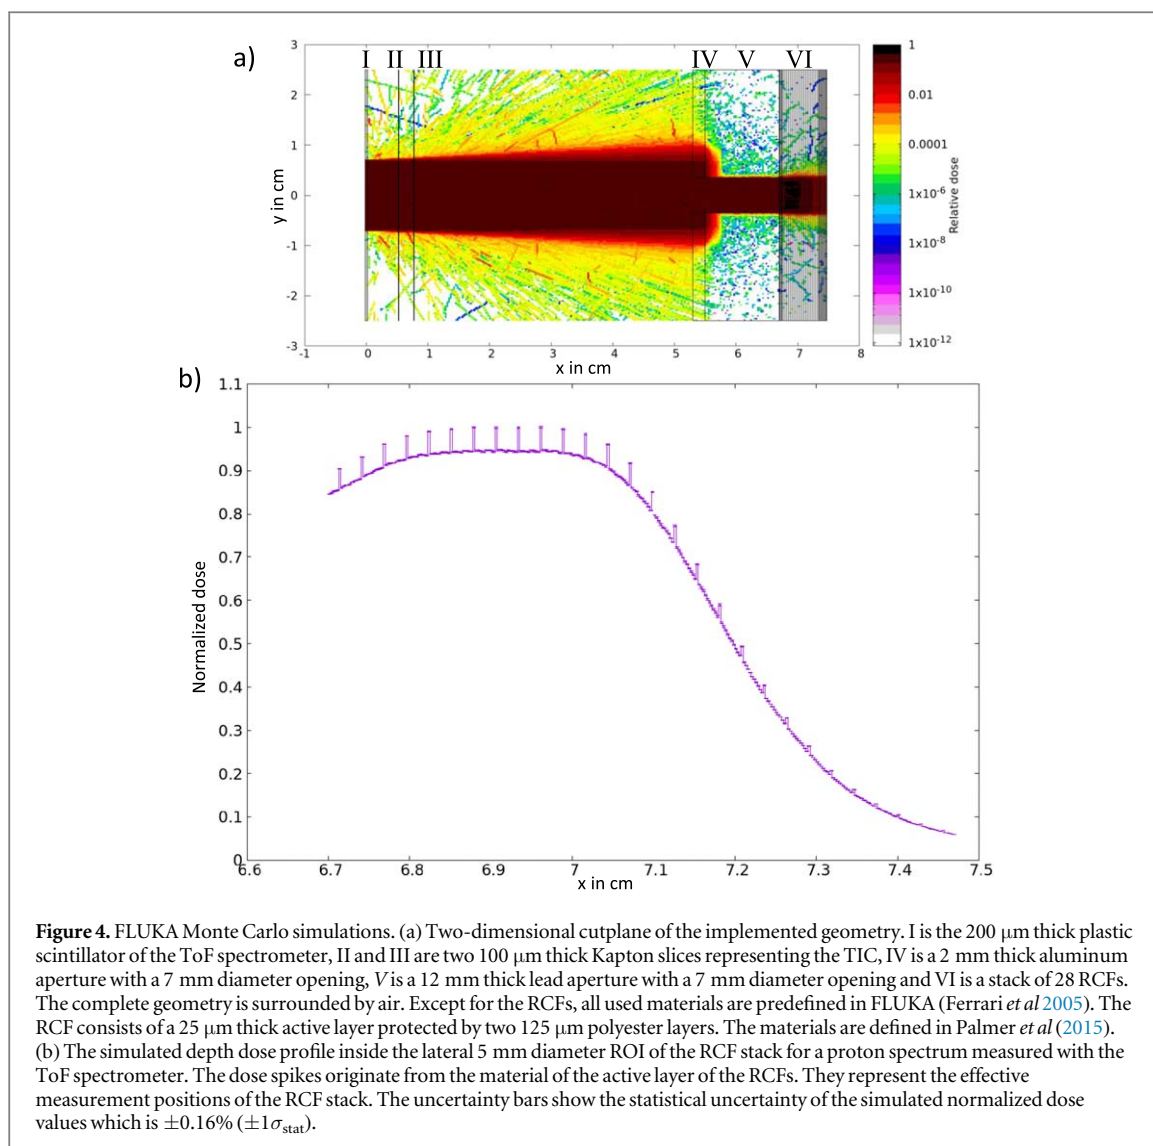 a)
I II III IV V VI
3
2
1
0
-1
-2
-3
y in cm
-1 0 1 2 3 4 5 6 7 8
x in cm
1
0.01
0.0001
1x10-6
1x10-8
1x10-10
1x10-12
Relative dose
b)
1.1
1
0.9
0.8
0.7
0.6
0.5
0.4
0.3
0.2
0.1
0
Normalized dose
6.6 6.7 6.8 6.9 7 7.1 7.2 7.3 7.4 7.5
x in cm
Figure 4. FLUKA Monte Carlo simulations. (a) Two-dimensional cutplane of the implemented geometry. I is the 200 μm thick plastic
scintillator of the ToF spectrometer, II and III are two 100 μm thick Kapton slices representing the TIC, IV is a 2 mm thick aluminum
aperture with a 7 mm diameter opening, V is a 12 mm thick lead aperture with a 7 mm diameter opening and VI is a stack of 28 RCFs.
The complete geometry is surrounded by air. Except for the RCFs, all used materials are predefined in FLUKA (Ferrari et al 2005). The
RCF consists of a 25 μm thick active layer protected by two 125 μm polyester layers. The materials are defined in Palmer et al (2015).
(b) The simulated depth dose profile inside the lateral 5 mm diameter ROI of the RCF stack for a proton spectrum measured with the
ToF spectrometer. The dose spikes originate from the material of the active layer of the RCFs. They represent the effective
measurement positions of the RCF stack. The uncertainty bars show the statistical uncertainty of the simulated normalized dose
values which is ±0.16% (±1σstat).